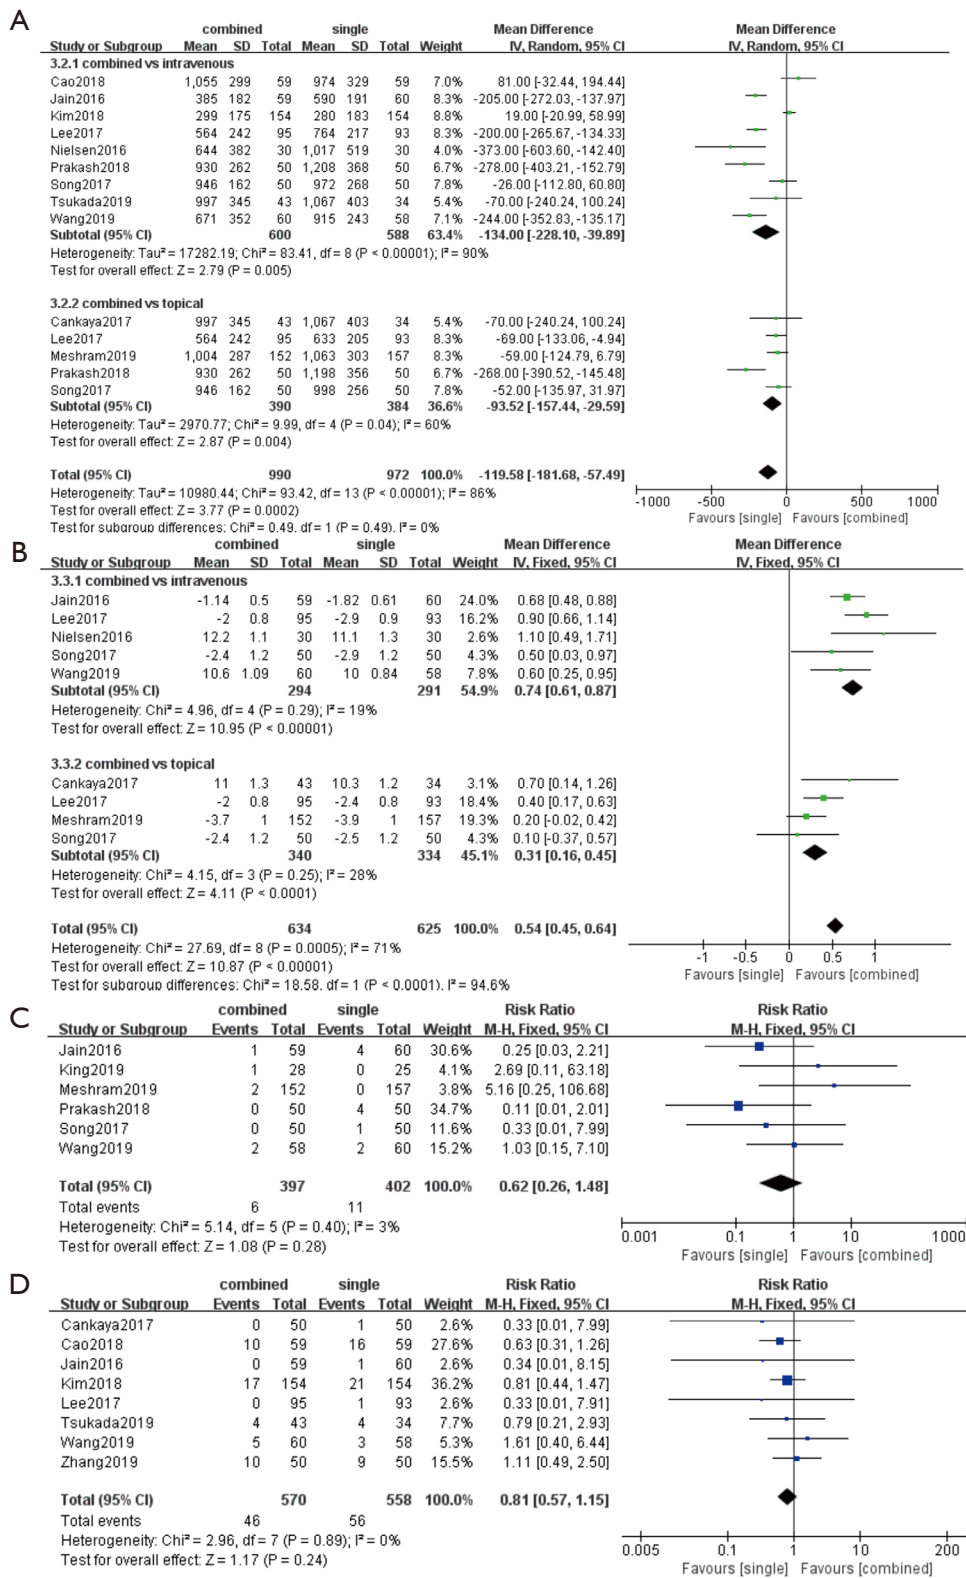 A
combined single Mean Difference Mean Difference
Study or Subgroup Mean SD Total Mean SD Total Weight IV, Random, 95% CI IV, Random, 95% CI
3.2.1 combined vs intravenous
Cao2018 1,055 299 59 974 329 59 7.0% 81.00 [-32.44, 194.44]
Jain2016 385 182 59 590 191 60 8.3% -205.00 [-272.03, -137.97]
Kim2018 299 175 154 280 183 154 8.8% 19.00 [-20.99, 58.99]
Lee2017 564 242 95 764 217 93 8.3% -200.00 [-265.67, -134.33]
Nielsen2016 644 382 30 1,017 519 30 4.0% -373.00 [-603.60, -142.40]
Prakash2018 930 262 50 1,208 368 50 6.7% -278.00 [-403.21, -152.79]
Song2017 946 162 50 972 268 50 7.8% -26.00 [-112.80, 60.80]
Tsukada2019 997 345 43 1,067 403 34 5.4% -70.00 [-240.24, 100.24]
Wang2019 671 352 60 915 243 58 7.1% -244.00 [-352.83, -135.17]
Subtotal (95% CI) 600 588 63.4% -134.00 [-228.10, -39.89]
Heterogeneity: Tau² = 17282.19; Chi² = 83.41, df = 8 (P < 0.00001); I² = 90%
Test for overall effect: Z = 2.79 (P = 0.005)
3.2.2 combined vs topical
Cankaya2017 997 345 43 1,067 403 34 5.4% -70.00 [-240.24, 100.24]
Lee2017 564 242 95 633 205 93 8.3% -69.00 [-133.06, -4.94]
Meshram2019 1,004 287 152 1,063 303 157 8.3% -59.00 [-124.79, 6.79]
Prakash2018 930 262 50 1,198 356 50 6.7% -268.00 [-390.52, -145.48]
Song2017 946 162 50 998 256 50 7.8% -52.00 [-135.97, 31.97]
Subtotal (95% CI) 390 384 36.6% -93.52 [-157.44, -29.59]
Heterogeneity: Tau² = 2970.77; Chi² = 9.99, df = 4 (P = 0.04); I² = 60%
Test for overall effect: Z = 2.87 (P = 0.004)
Total (95% CI) 990 972 100.0% -119.58 [-181.68, -57.49]
Heterogeneity: Tau² = 10980.44; Chi² = 93.42, df = 13 (P < 0.00001); I² = 86%
Test for overall effect: Z = 3.77 (P = 0.0002)
Test for subgroup differences: Chi² = 0.49, df = 1 (P = 0.49), I² = 0%
-1000 -500 0 500 1000
Favours [single] Favours [combined]
B
combined single Mean Difference Mean Difference
Study or Subgroup Mean SD Total Mean SD Total Weight IV, Fixed, 95% CI IV, Fixed, 95% CI
3.3.1 combined vs intravenous
Jain2016 -1.14 0.5 59 -1.82 0.61 60 24.0% 0.68 [0.48, 0.88]
Lee2017 -2 0.8 95 -2.9 0.9 93 16.2% 0.90 [0.66, 1.14]
Nielsen2016 12.2 1.1 30 11.1 1.3 30 2.6% 1.10 [0.49, 1.71]
Song2017 -2.4 1.2 50 -2.9 1.2 50 4.3% 0.50 [0.03, 0.97]
Wang2019 10.6 1.09 60 10 0.84 58 7.8% 0.60 [0.25, 0.95]
Subtotal (95% CI) 294 291 54.9% 0.74 [0.61, 0.87]
Heterogeneity: Chi² = 4.96, df = 4 (P = 0.29); I² = 19%
Test for overall effect: Z = 10.95 (P < 0.00001)
3.3.2 combined vs topical
Cankaya2017 11 1.3 43 10.3 1.2 34 3.1% 0.70 [0.14, 1.26]
Lee2017 -2 0.8 95 -2.4 0.8 93 18.4% 0.40 [0.17, 0.63]
Meshram2019 -3.7 1 152 -3.9 1 157 19.3% 0.20 [-0.02, 0.42]
Song2017 -2.4 1.2 50 -2.5 1.2 50 4.3% 0.10 [-0.37, 0.57]
Subtotal (95% CI) 340 334 45.1% 0.31 [0.16, 0.45]
Heterogeneity: Chi² = 4.15, df = 3 (P = 0.25); I² = 28%
Test for overall effect: Z = 4.11 (P < 0.0001)
Total (95% CI) 634 625 100.0% 0.54 [0.45, 0.64]
Heterogeneity: Chi² = 27.69, df = 8 (P = 0.0005); I² = 71%
Test for overall effect: Z = 10.87 (P < 0.00001)
Test for subgroup differences: Chi² = 18.58, df = 1 (P < 0.0001), I² = 94.6%
-1 -0.5 0 0.5 1
Favours [single] Favours [combined]
C
combined single Risk Ratio Risk Ratio
Study or Subgroup Events Total Events Total Weight M-H, Fixed, 95% CI M-H, Fixed, 95% CI
Jain2016 1 59 4 60 30.6% 0.25 [0.03, 2.21]
King2019 1 28 0 25 4.1% 2.69 [0.11, 63.18]
Meshram2019 2 152 0 157 3.8% 5.16 [0.25, 106.68]
Prakash2018 0 50 4 50 34.7% 0.11 [0.01, 2.01]
Song2017 0 50 1 50 11.6% 0.33 [0.01, 7.99]
Wang2019 2 58 2 60 15.2% 1.03 [0.15, 7.10]
Total (95% CI) 397 402 100.0% 0.62 [0.26, 1.48]
Total events 6 11
Heterogeneity: Chi² = 5.14, df = 5 (P = 0.40); I² = 3%
Test for overall effect: Z = 1.08 (P = 0.28)
0.001 0.1 1 10 1000
Favours [single] Favours [combined]
D
combined single Risk Ratio Risk Ratio
Study or Subgroup Events Total Events Total Weight M-H, Fixed, 95% CI M-H, Fixed, 95% CI
Cankaya2017 0 50 1 50 2.6% 0.33 [0.01, 7.99]
Cao2018 10 59 16 59 27.6% 0.63 [0.31, 1.26]
Jain2016 0 59 1 60 2.6% 0.34 [0.01, 8.15]
Kim2018 17 154 21 154 36.2% 0.81 [0.44, 1.47]
Lee2017 0 95 1 93 2.6% 0.33 [0.01, 7.91]
Tsukada2019 4 43 4 34 7.7% 0.79 [0.21, 2.93]
Wang2019 5 60 3 58 5.3% 1.61 [0.40, 6.44]
Zhang2019 10 50 9 50 15.5% 1.11 [0.49, 2.50]
Total (95% CI) 570 558 100.0% 0.81 [0.57, 1.15]
Total events 46 56
Heterogeneity: Chi² = 2.96, df = 7 (P = 0.89); I² = 0%
Test for overall effect: Z = 1.17 (P = 0.24)
0.005 0.1 1 10 200
Favours [single] Favours [combined]